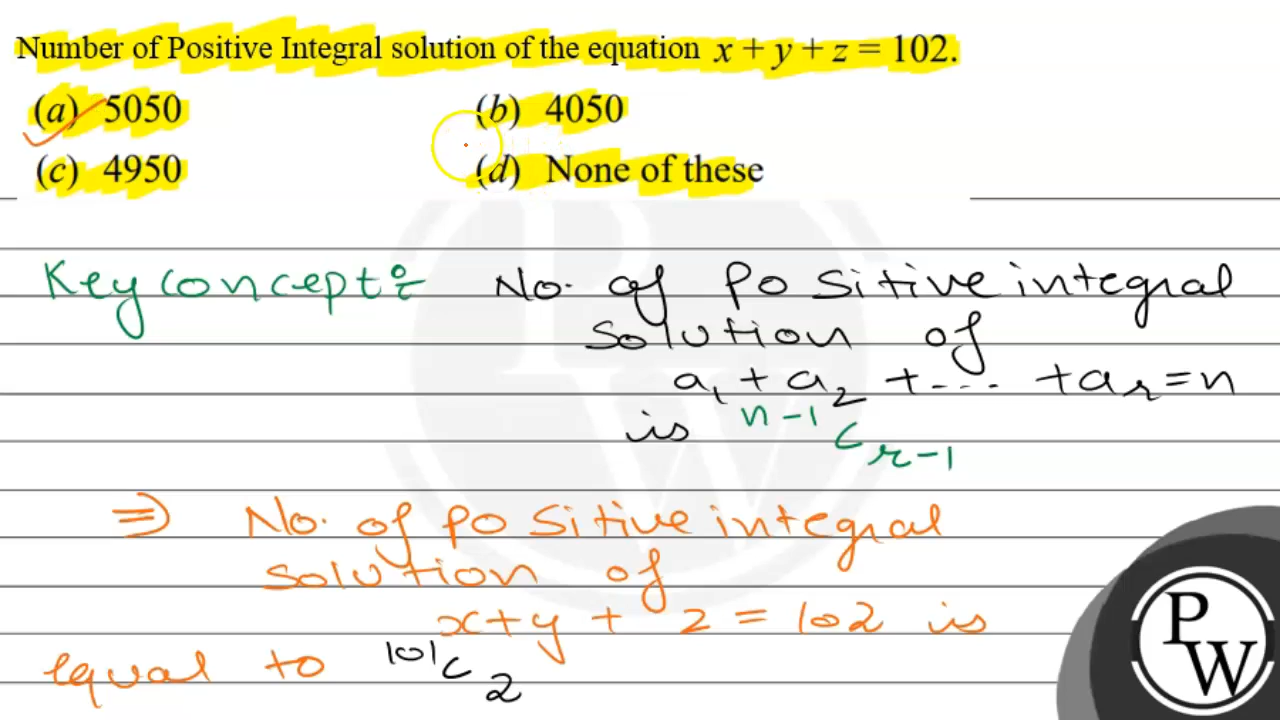 Number of Positive Integral solution of the equation x + y + z = 102.
(a) 5050 (b) 4050
(c) 4950 (d) None of these
Key concept:- No. of Positive integral
solution of
a₁ + a₂ + .... + aᵣ = n
is ⁿ⁻¹Cᵣ₋₁
⇒ No. of positive integral
solution of
x + y + z = 102 is
equal to ¹⁰¹C₂
PW